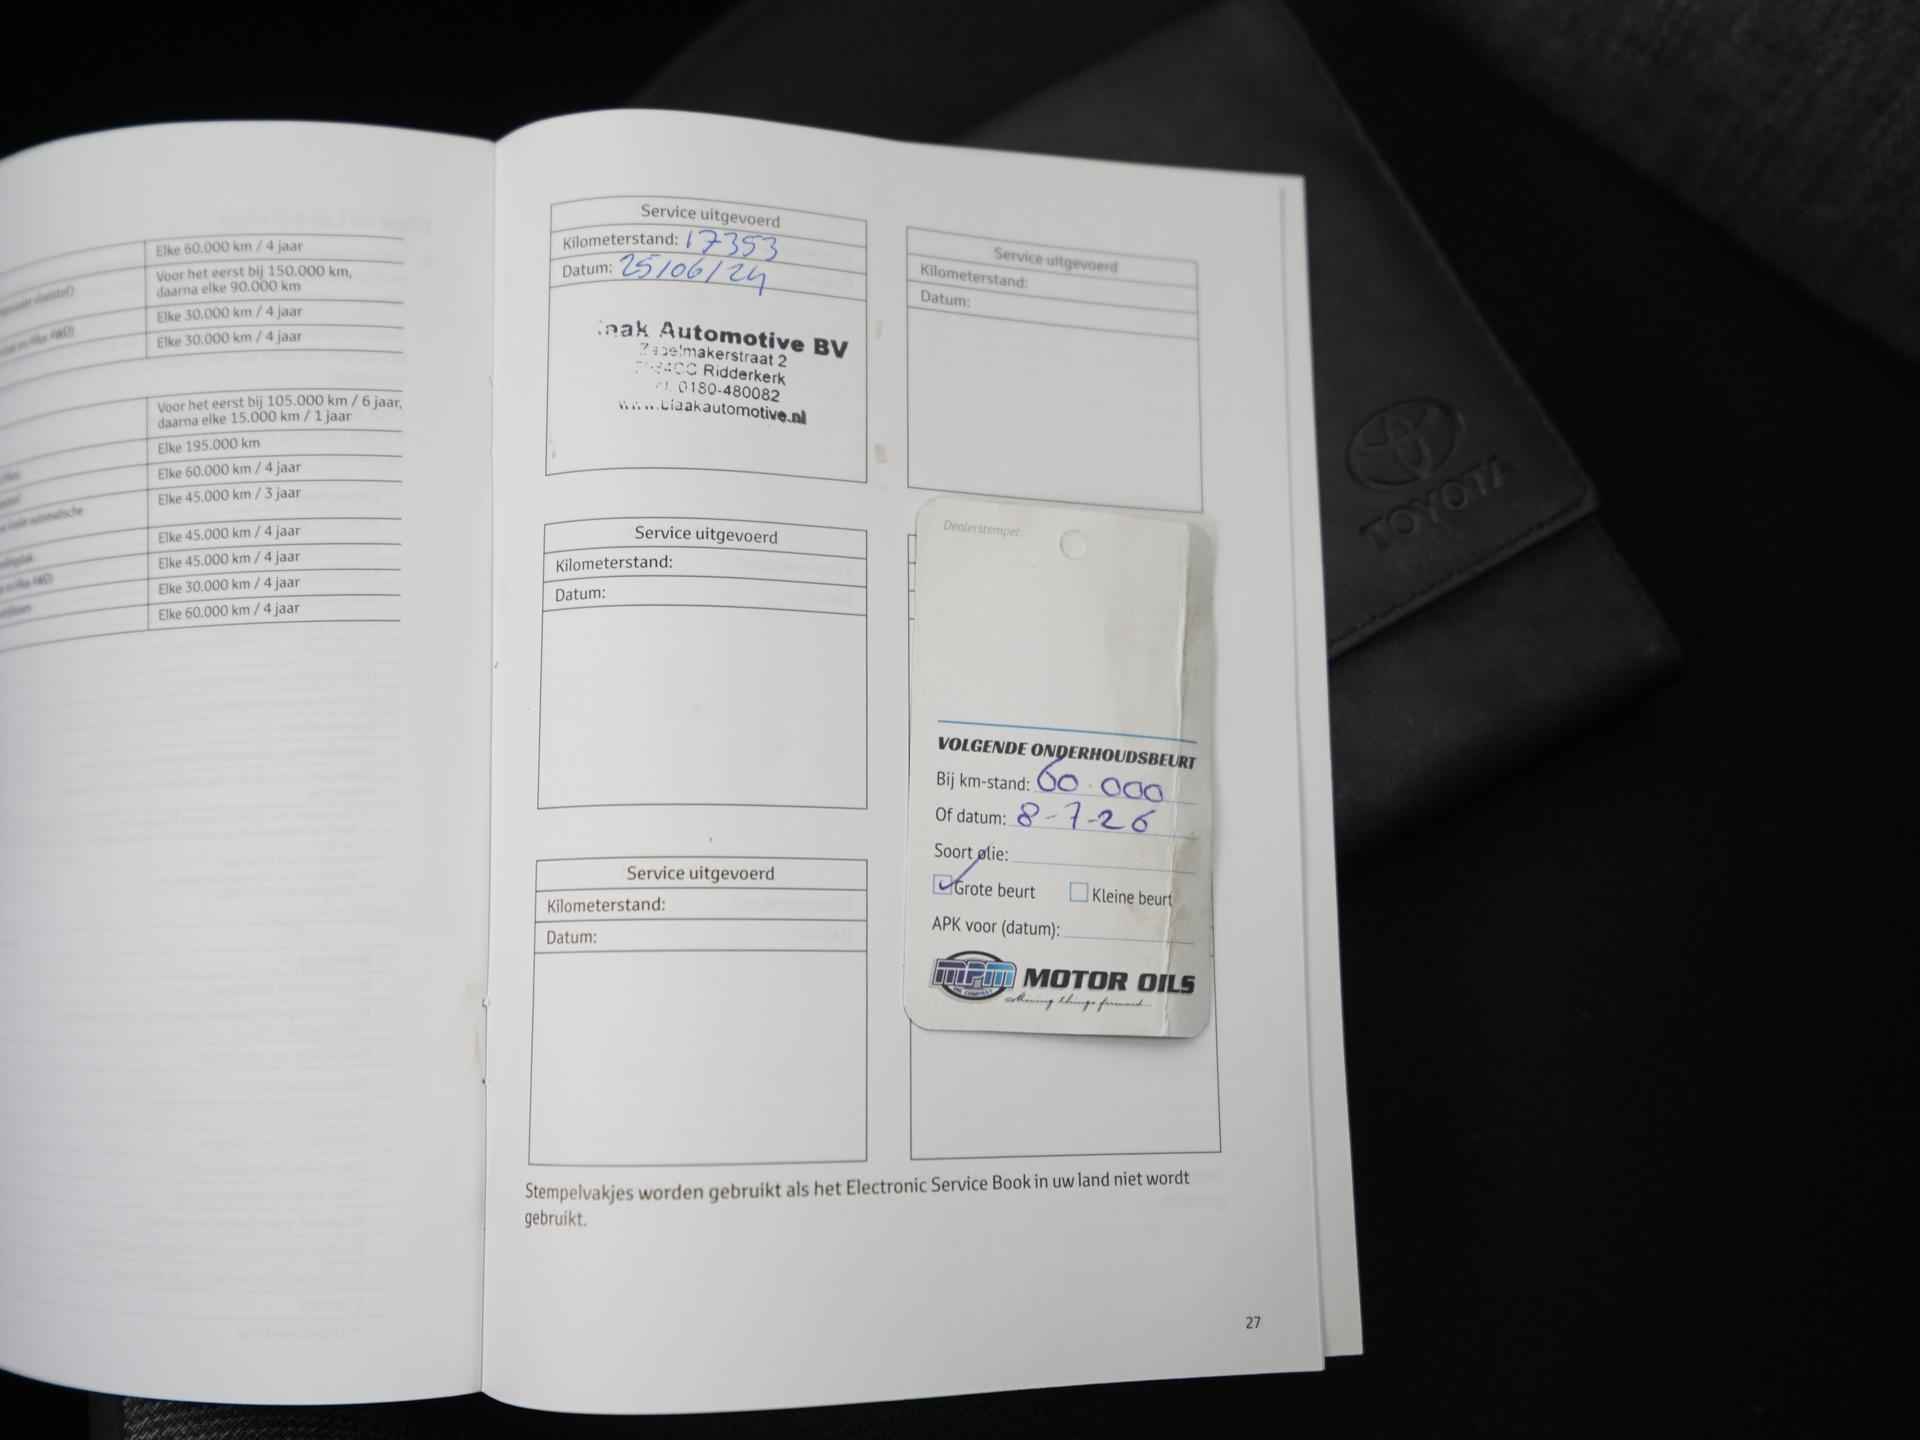 Elke 60.000 km / 4 jaar
Voor het eerst bij 150.000 km,
daarna elke 90.000 km
Elke 30.000 km / 4 jaar
Elke 30.000 km / 4 jaar
Voor het eerst bij 105.000 km / 6 jaar,
daarna elke 15.000 km / 1 jaar
Elke 195.000 km
Elke 60.000 km / 4 jaar
Elke 45.000 km / 3 jaar
Elke 45.000 km / 4 jaar
Elke 45.000 km / 4 jaar
Elke 30.000 km / 4 jaar
Elke 60.000 km / 4 jaar
Service uitgevoerd
Kilometerstand: 17353
Datum: 25/06/24
Automotive BV
2
Ridderkerk
0180-480082
Service uitgevoerd
Kilometerstand:
Datum:
Service uitgevoerd
Kilometerstand:
Datum:
Service uitgevoerd
Kilometerstand:
Datum:
Dealerstempel
VOLGENDE ONDERHOUDSBEURT
Bij km-stand: 60.000
Of datum: 8-7-26
Soort olie:
Grote beurt Kleine beurt
APK voor (datum):
MPM MOTOR OILS
Stempelvakjes worden gebruikt als het Electronic Service Book in uw land niet wordt
gebruikt.
27
TOYOTA